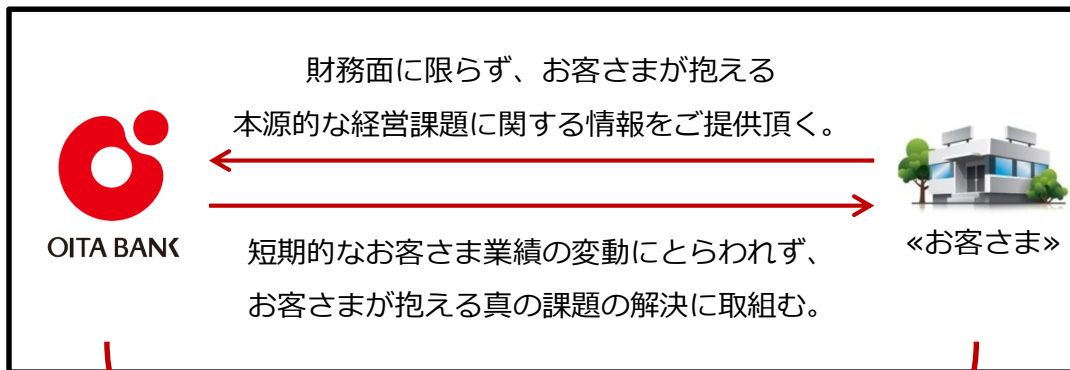 財務面に限らず、お客さまが抱える
本源的な経営課題に関する情報をご提供頂く。
OITA BANK
«お客さま»
短期的なお客さま業績の変動にとらわれず、
お客さまが抱える真の課題の解決に取組む。